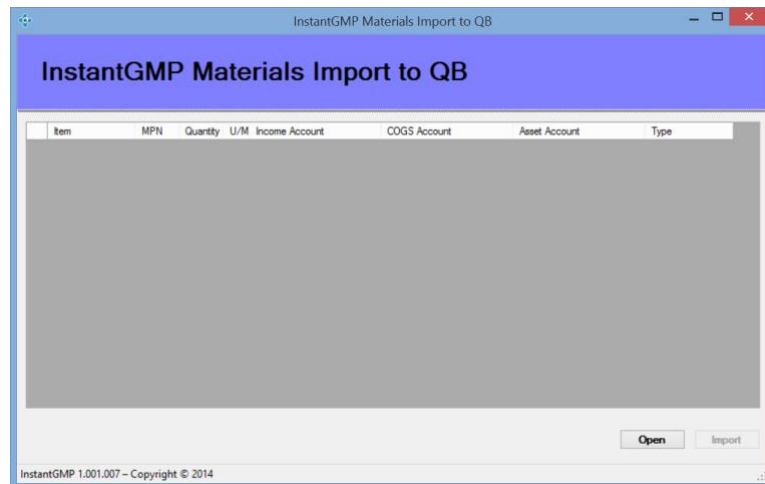 InstantGMP Materials Import to QB
InstantGMP Materials Import to QB
Item MPN Quantity U/M Income Account COGS Account Asset Account Type
Open Import
InstantGMP 1.001.007 – Copyright © 2014